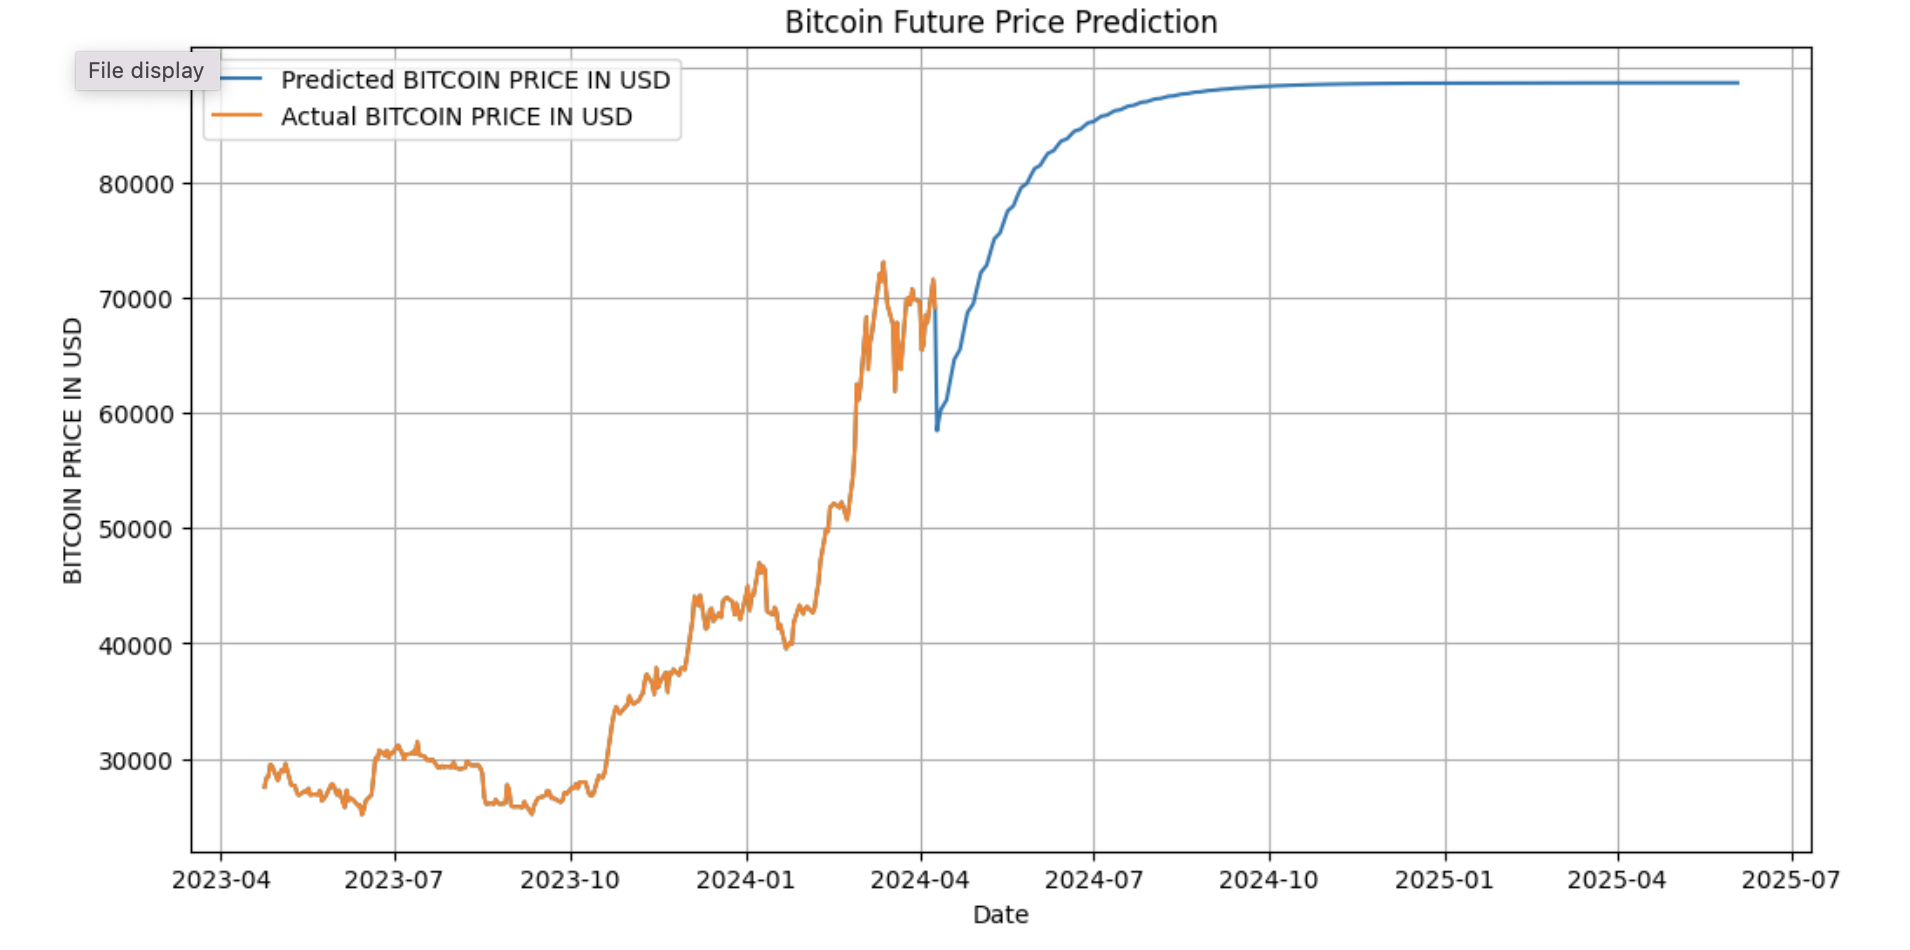 Bitcoin Future Price Prediction
File display
Predicted BITCOIN PRICE IN USD
Actual BITCOIN PRICE IN USD
BITCOIN PRICE IN USD
80000
70000
60000
50000
40000
30000
2023-04 2023-07 2023-10 2024-01 2024-04 2024-07 2024-10 2025-01 2025-04 2025-07
Date